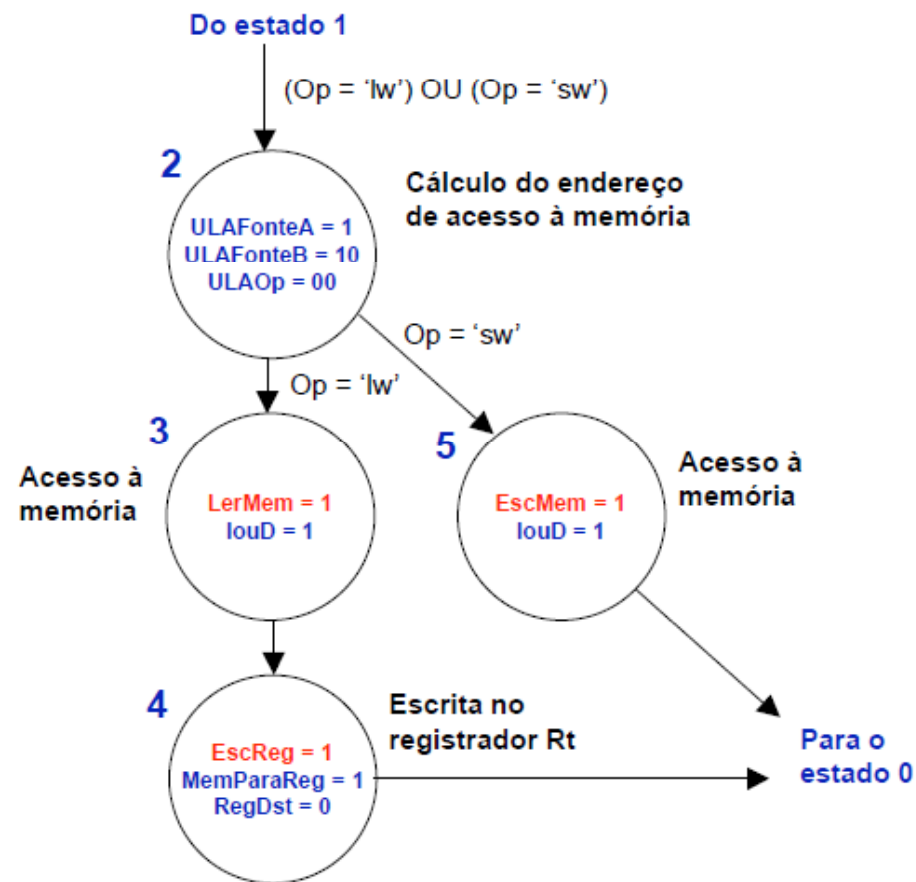 Do estado 1
(Op = ‘lw’) OU (Op = ‘sw’)
2
ULAFonteA = 1
ULAFonteB = 10
ULAOp = 00
Cálculo do endereço
de acesso à memória
Op = ‘sw’
Op = ‘lw’
3
Acesso à
memória
LerMem = 1
IouD = 1
5
EscMem = 1
IouD = 1
Acesso à
memória
4
EscReg = 1
MemParaReg = 1
RegDst = 0
Escrita no
registrador Rt
Para o
estado 0